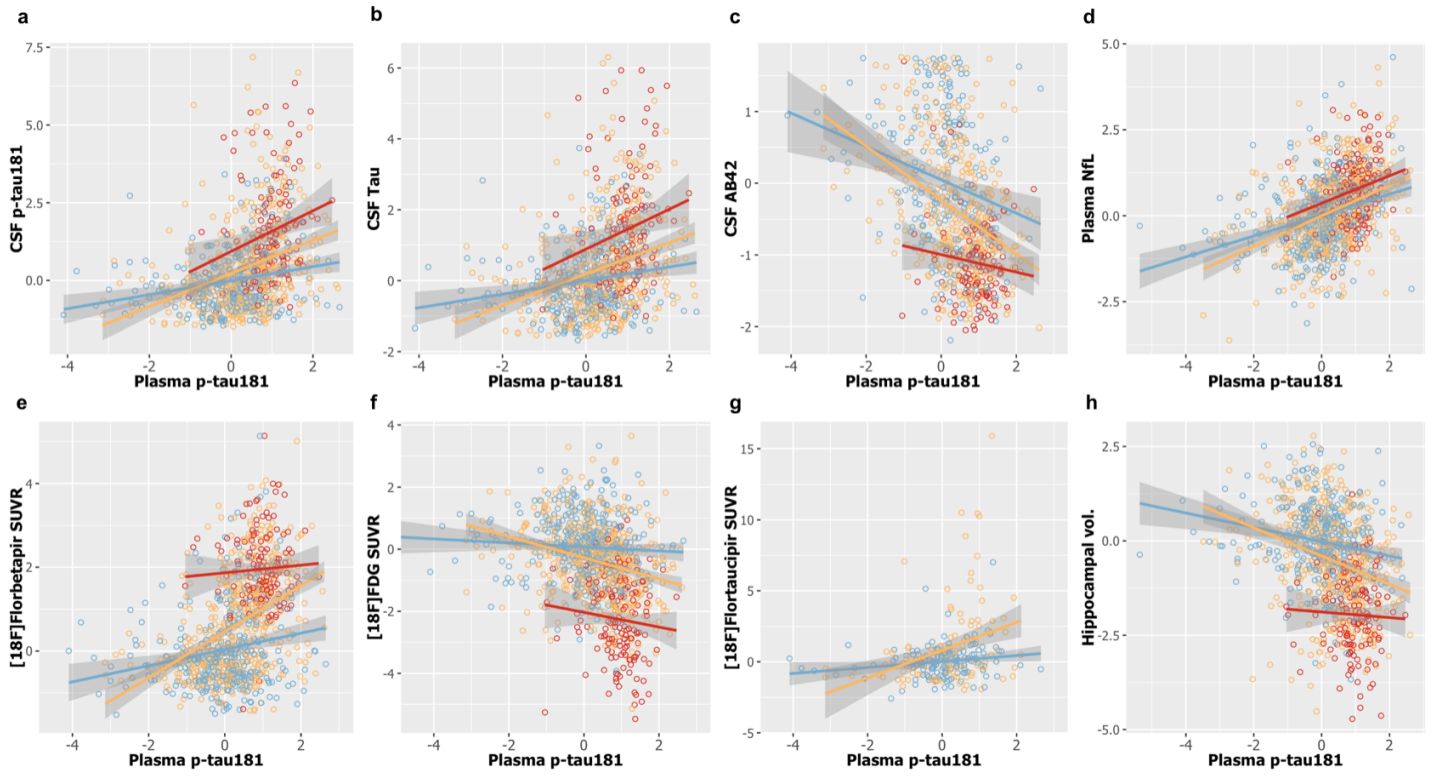 a
7.5
5.0
2.5
0.0
CSF p-tau181
-4 -2 0 2
Plasma p-tau181
b
6
4
2
0
-2
CSF Tau
-4 -2 0 2
Plasma p-tau181
c
1
0
-1
-2
CSF AB42
-4 -2 0 2
Plasma p-tau181
d
5.0
2.5
0.0
-2.5
Plasma NfL
-4 -2 0 2
Plasma p-tau181
e
4
2
0
[18F]Florbetapir SUVR
-4 -2 0 2
Plasma p-tau181
f
4
2
0
-2
-4
[18F]FDG SUVR
-4 -2 0 2
Plasma p-tau181
g
15
10
5
0
-5
[18F]Flortaucipir SUVR
-4 -2 0 2
Plasma p-tau181
h
2.5
0.0
-2.5
-5.0
Hippocampal vol.
-4 -2 0 2
Plasma p-tau181